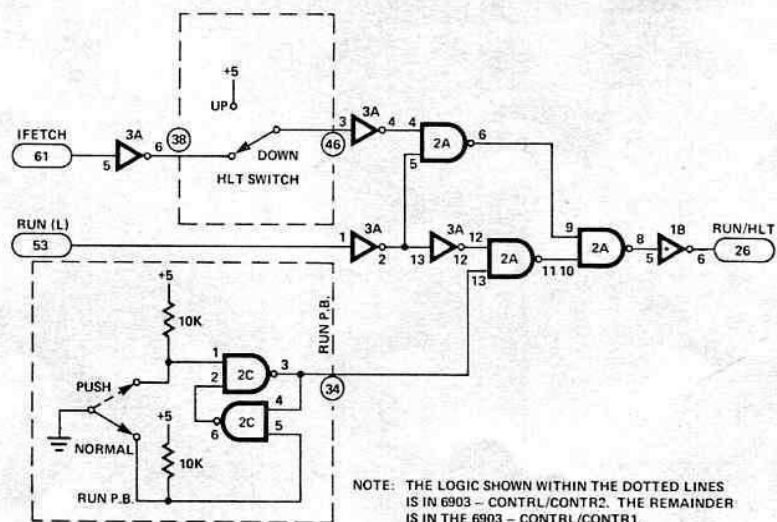 +5
UP
3A
3 4 4
IFETCH
61
3A
5 6
38
DOWN
HLT SWITCH
46
2A
6
5
RUN (L)
53
3A
1 2
3A
13 12
12
2A
11
13
9
10
2A
8
1B
5 6
RUN/HLT
26
+5
10K
RUN P.B.
1
2
2C
3
34
PUSH
4
5
2C
6
+5
NORMAL
10K
RUN P.B.
NOTE: THE LOGIC SHOWN WITHIN THE DOTTED LINES
IS IN 6903 – CONTRL/CONTR2. THE REMAINDER
IS IN THE 6903 – CONTRL/CONTR1.